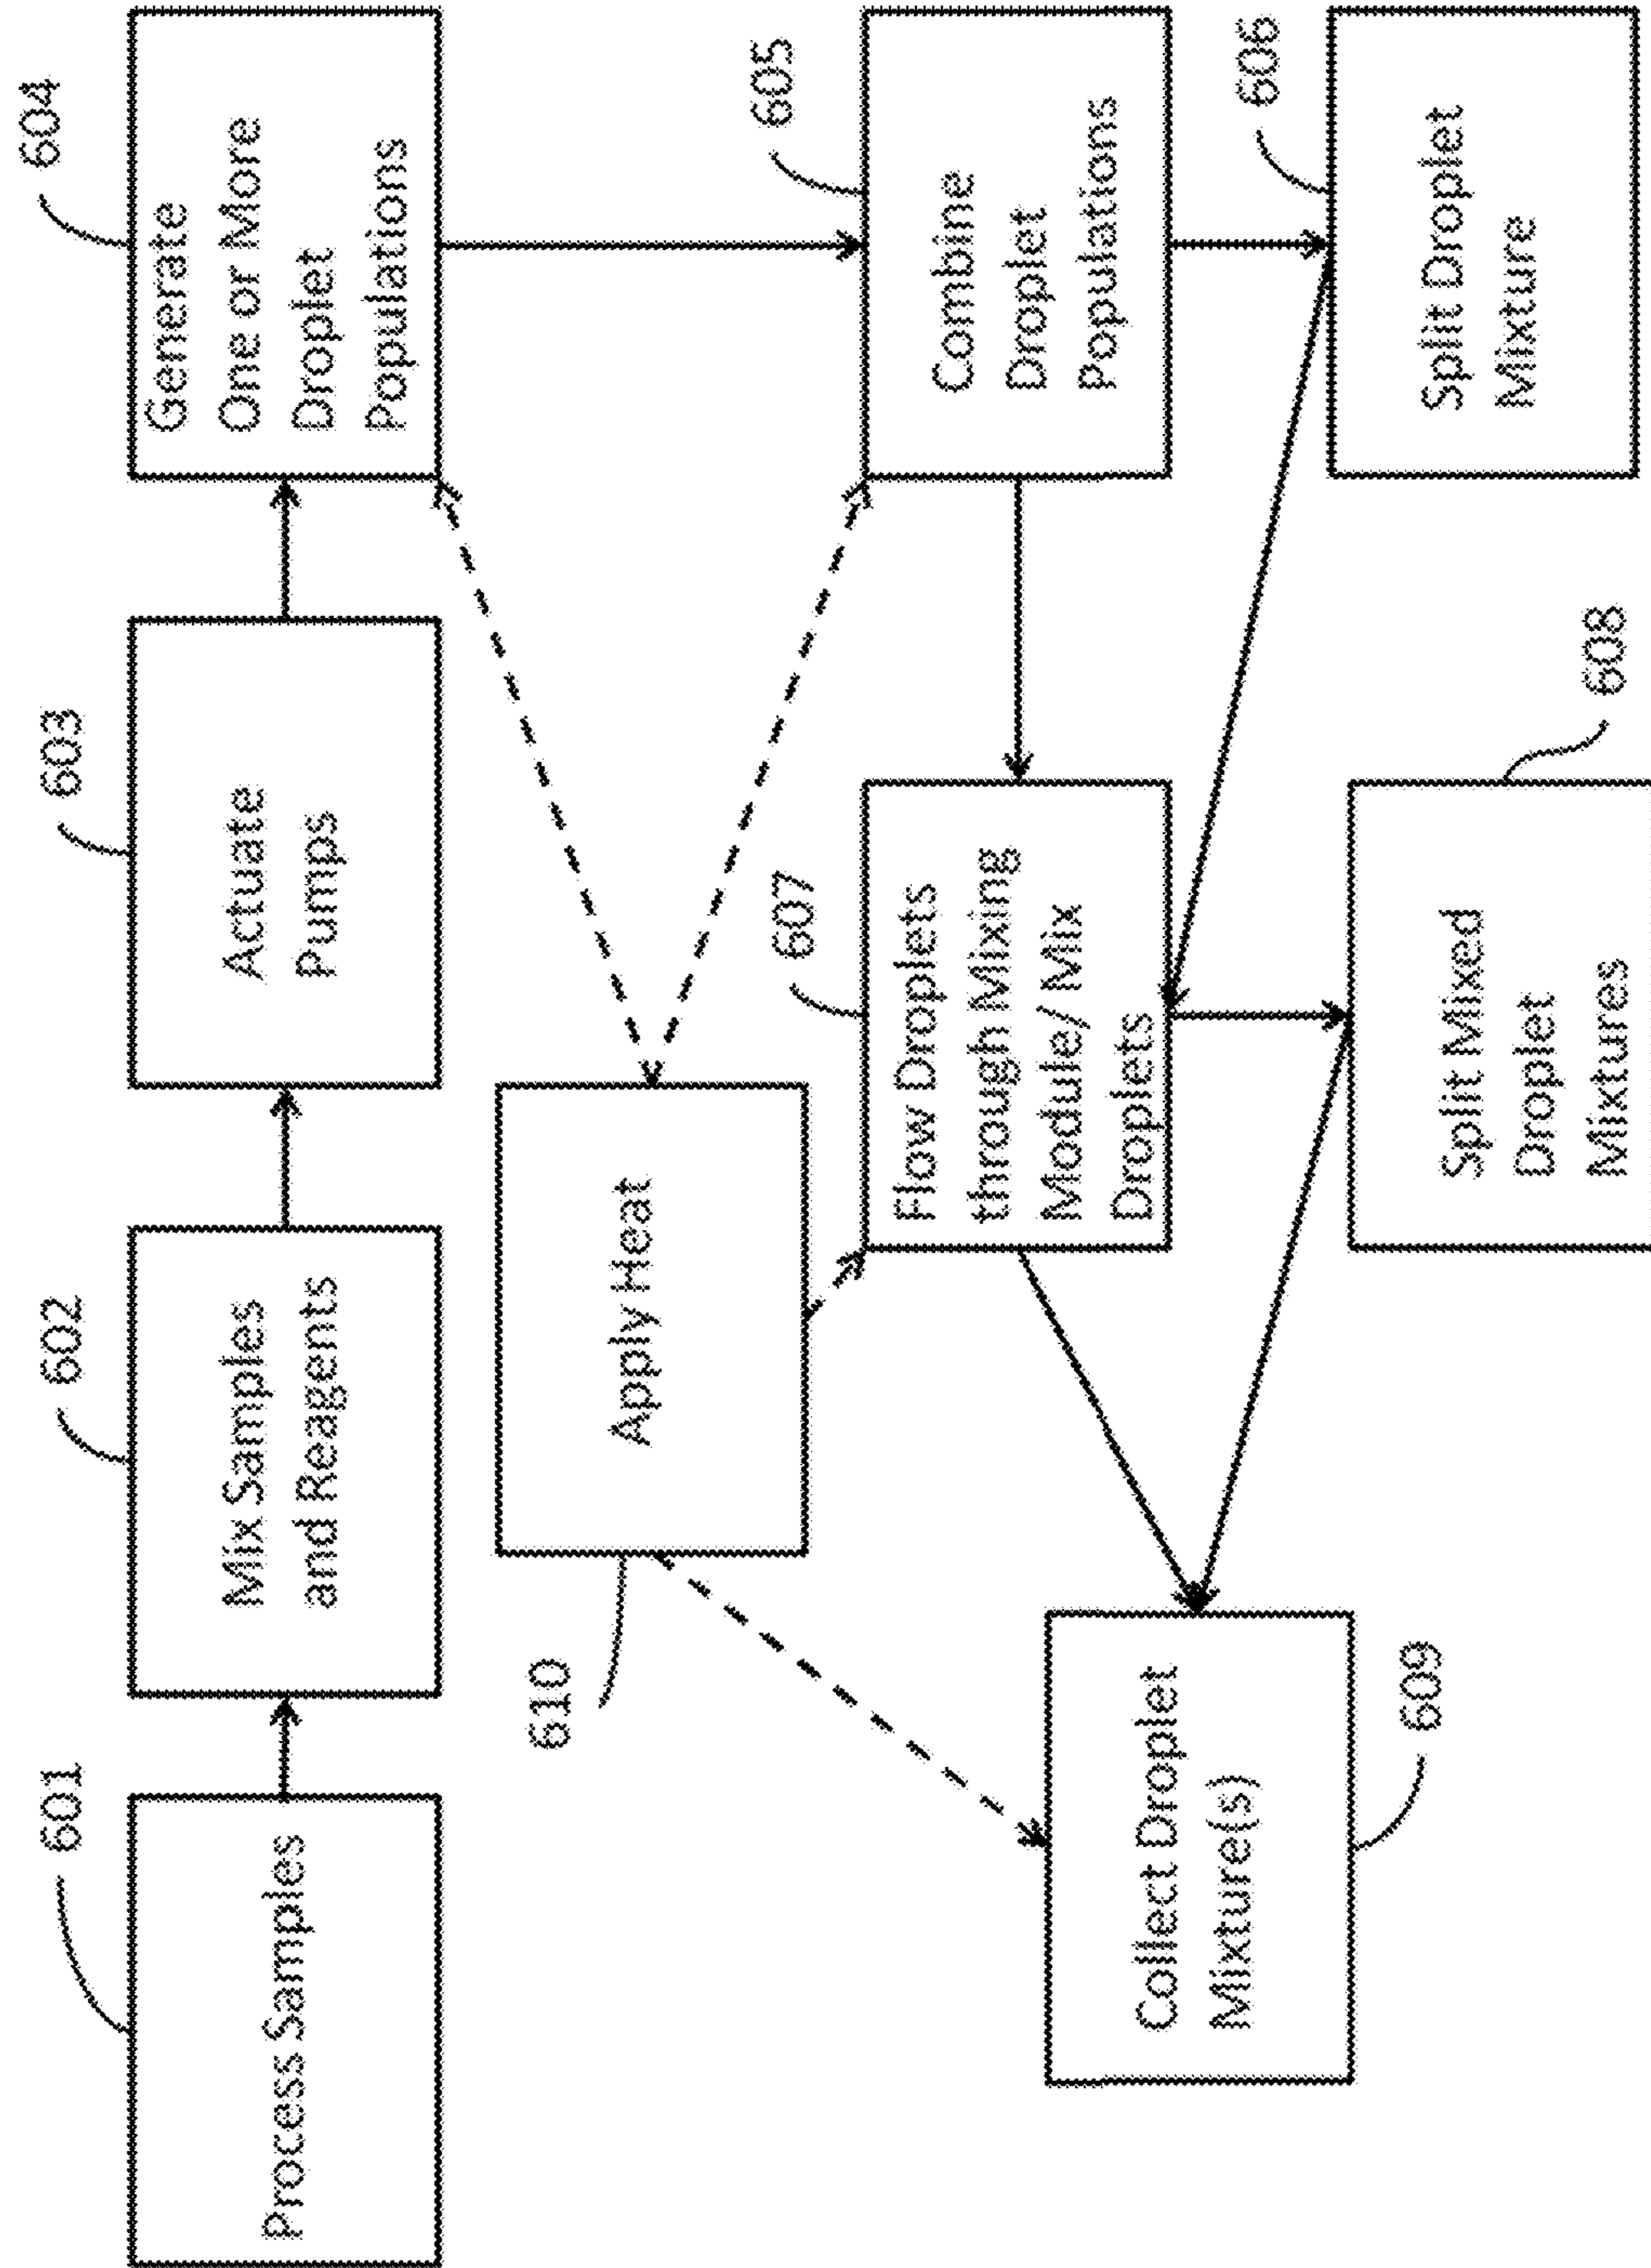 601
Process Samples
602
Mix Samples
and Reagents
603
Actuate
Pumps
604
Generate
One or More
Droplet
Populations
610
Apply Heat
605
Combine
Droplet
Populations
607
Flow Droplets
through Mixing
Module/ Mix
Droplets
606
Split Droplet
Mixture
608
Split Mixed
Droplet
Mixtures
Collect Droplet
Mixture(s)
609